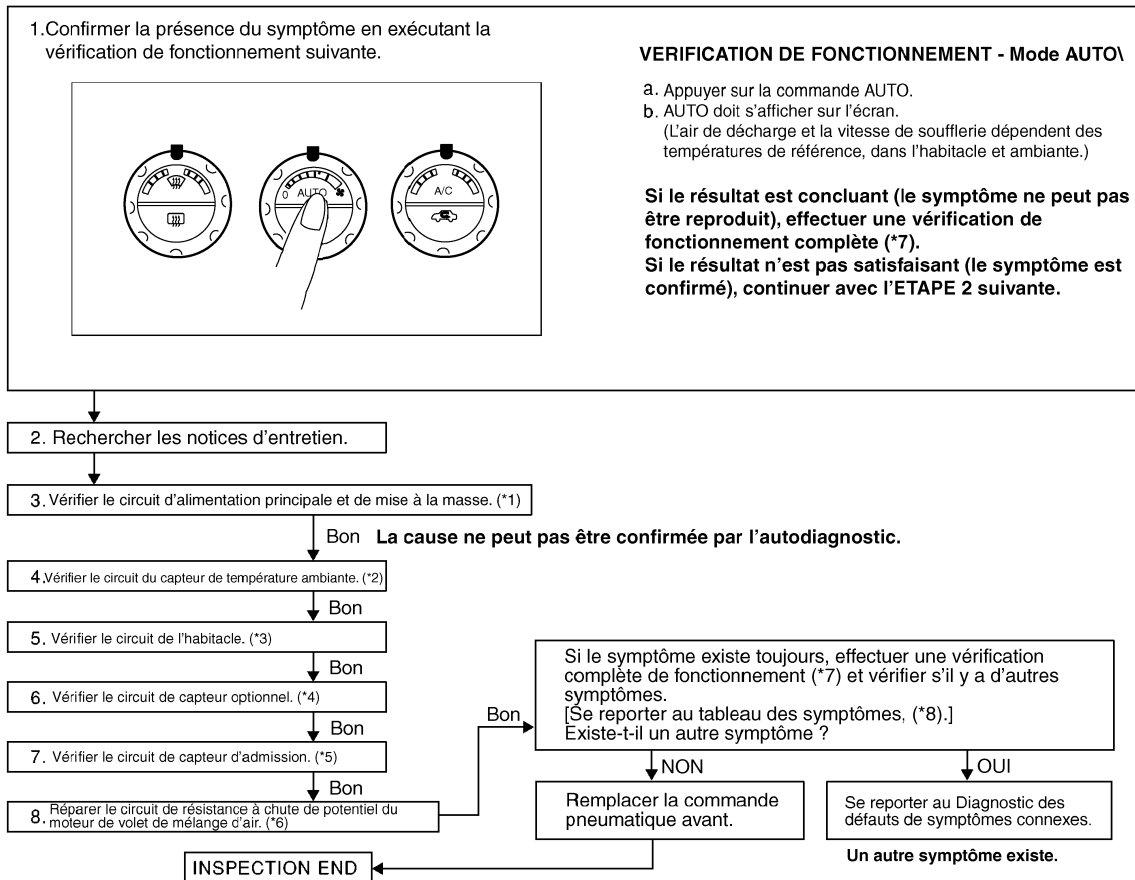 1.Confirmer la présence du symptôme en exécutant la
vérification de fonctionnement suivante.
0 AUTO
A/C
VERIFICATION DE FONCTIONNEMENT - Mode AUTO\
a. Appuyer sur la commande AUTO.
b. AUTO doit s'afficher sur l'écran.
(L'air de décharge et la vitesse de soufflerie dépendent des
températures de référence, dans l'habitacle et ambiante.)
Si le résultat est concluant (le symptôme ne peut pas
être reproduit), effectuer une vérification de
fonctionnement complète (*7).
Si le résultat n'est pas satisfaisant (le symptôme est
confirmé), continuer avec l'ETAPE 2 suivante.
2. Rechercher les notices d'entretien.
3. Vérifier le circuit d'alimentation principale et de mise à la masse. (*1)
Bon La cause ne peut pas être confirmée par l'autodiagnostic.
4.Vérifier le circuit du capteur de température ambiante. (*2)
Bon
5. Vérifier le circuit de l'habitacle. (*3)
Bon
6. Vérifier le circuit de capteur optionnel. (*4)
Bon
7. Vérifier le circuit de capteur d'admission. (*5)
Bon
8. Réparer le circuit de résistance à chute de potentiel du
moteur de volet de mélange d'air. (*6)
Bon
Si le symptôme existe toujours, effectuer une vérification
complète de fonctionnement (*7) et vérifier s'il y a d'autres
symptômes.
[Se reporter au tableau des symptômes, (*8).]
Existe-t-il un autre symptôme ?
NON
OUI
Remplacer la commande
pneumatique avant.
Se reporter au Diagnostic des
défauts de symptômes connexes.
Un autre symptôme existe.
INSPECTION END